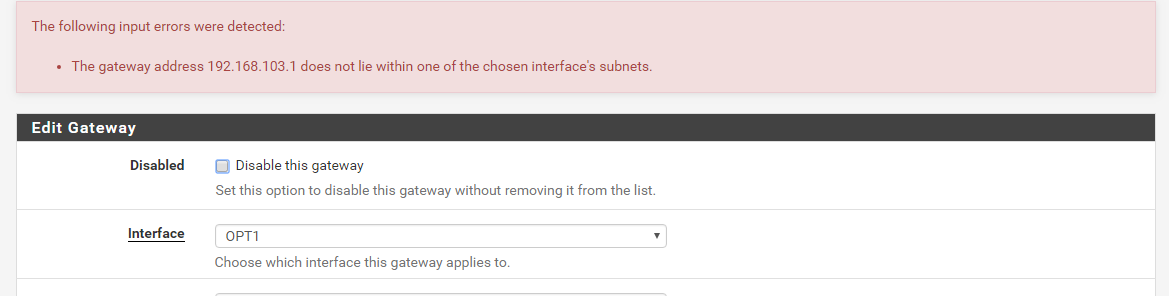 The following input errors were detected:
• The gateway address 192.168.103.1 does not lie within one of the chosen interface's subnets.
Edit Gateway
Disabled
Disable this gateway
Set this option to disable this gateway without removing it from the list.
Interface
OPT1
Choose which interface this gateway applies to.